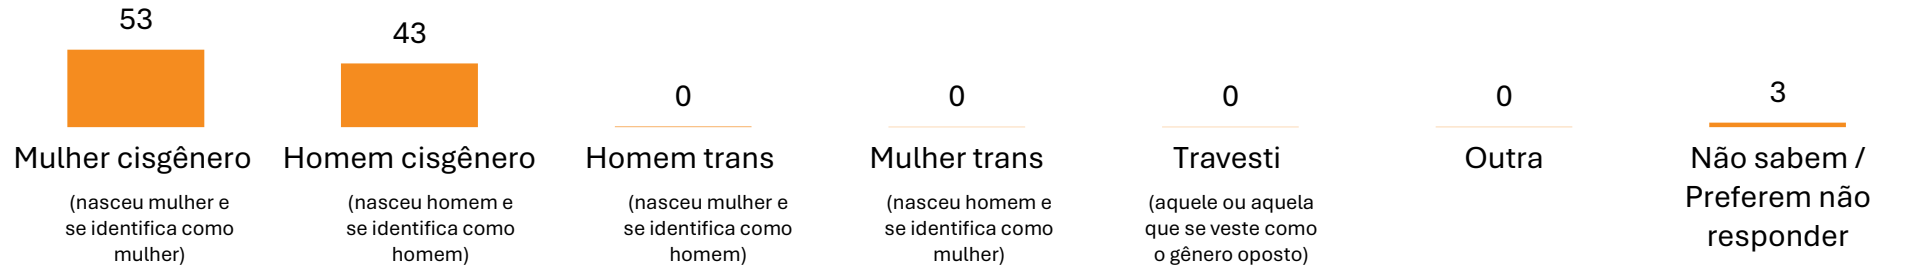 53
43
0
0
0
0
3
Mulher cisgênero
(nasceu mulher e
se identifica como
mulher)
Homem cisgênero
(nasceu homem e
se identifica como
homem)
Homem trans
(nasceu mulher e
se identifica como
homem)
Mulher trans
(nasceu homem e
se identifica como
mulher)
Travesti
(aquele ou aquela
que se veste como
o gênero oposto)
Outra
Não sabem /
Preferem não
responder